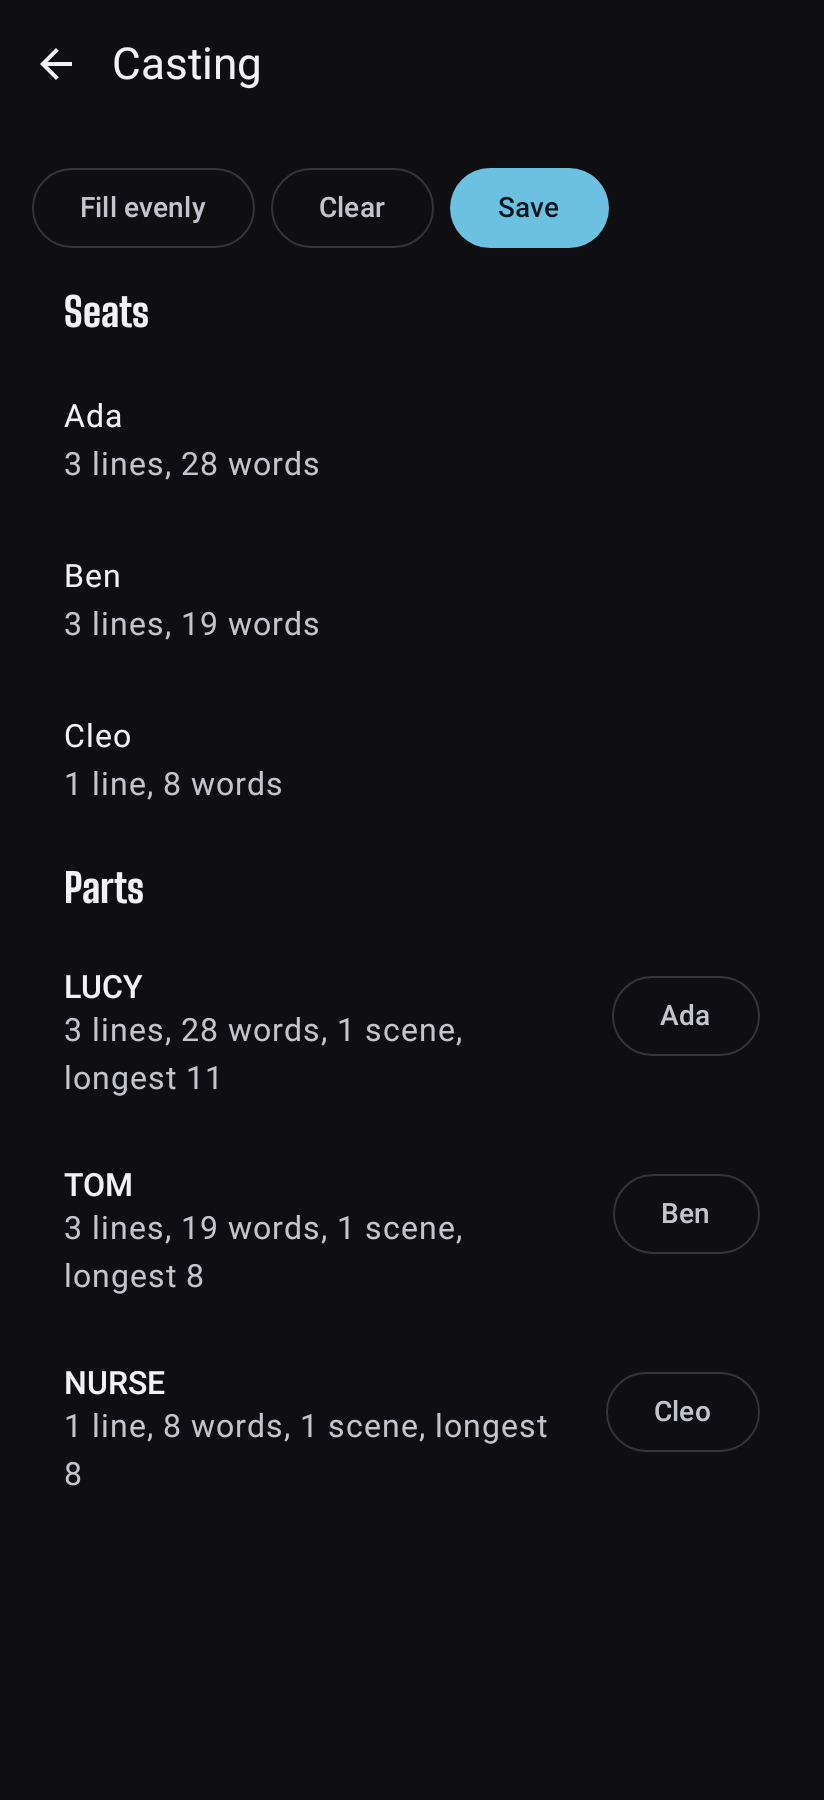 Casting
Fill evenly
Clear
Save
Seats
Ada
3 lines, 28 words
Ben
3 lines, 19 words
Cleo
1 line, 8 words
Parts
LUCY
3 lines, 28 words, 1 scene,
longest 11
Ada
TOM
3 lines, 19 words, 1 scene,
longest 8
Ben
NURSE
1 line, 8 words, 1 scene, longest
8
Cleo